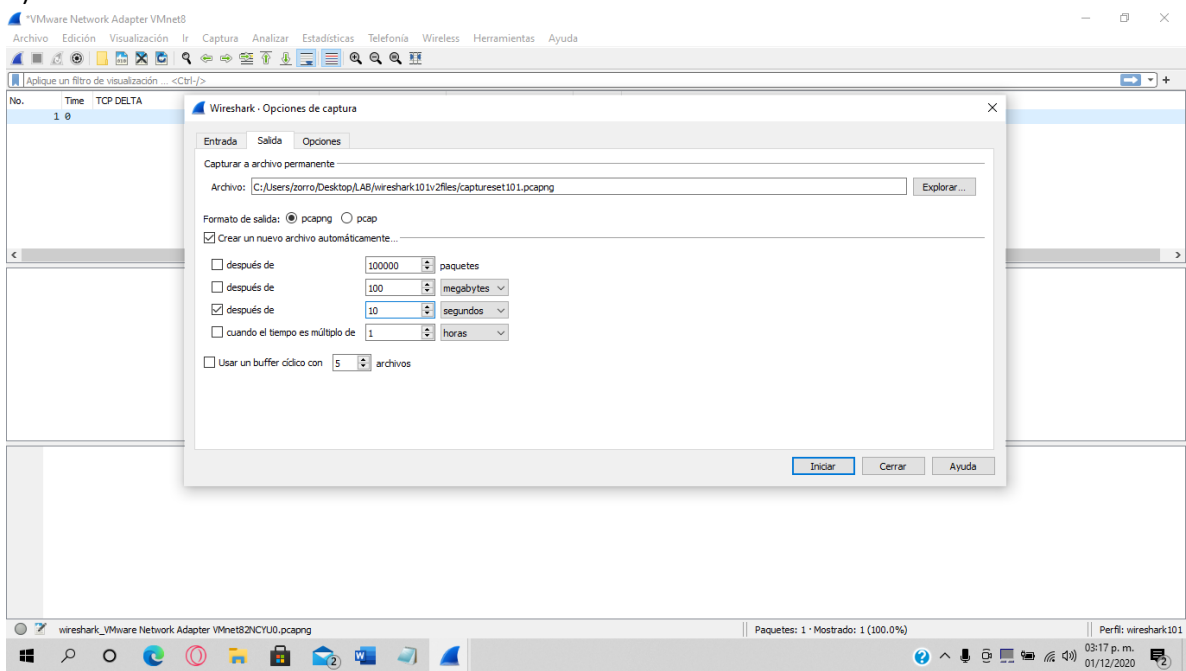 *VMware Network Adapter VMnet8
Archivo Edición Visualización Ir Captura Analizar Estadísticas Telefonía Wireless Herramientas Ayuda
Aplique un filtro de visualización ... <Ctrl-/>
No. Time TCP DELTA
1 0
Wireshark · Opciones de captura
Entrada Salida Opciones
Capturar a archivo permanente
Archivo: C:/Users/zorro/Desktop/LAB/wireshark101v2files/captureset101.pcapng Explorar...
Formato de salida: pcapng pcap
Crear un nuevo archivo automáticamente...
después de 100000 paquetes
después de 100 megabytes
después de 10 segundos
cuando el tiempo es múltiplo de 1 horas
Usar un buffer cíclico con 5 archivos
Iniciar Cerrar Ayuda
wireshark_VMware Network Adapter VMnet82NCYU0.pcapng Paquetes: 1 · Mostrado: 1 (100.0%) Perfil: wireshark101
03:17 p. m.
01/12/2020